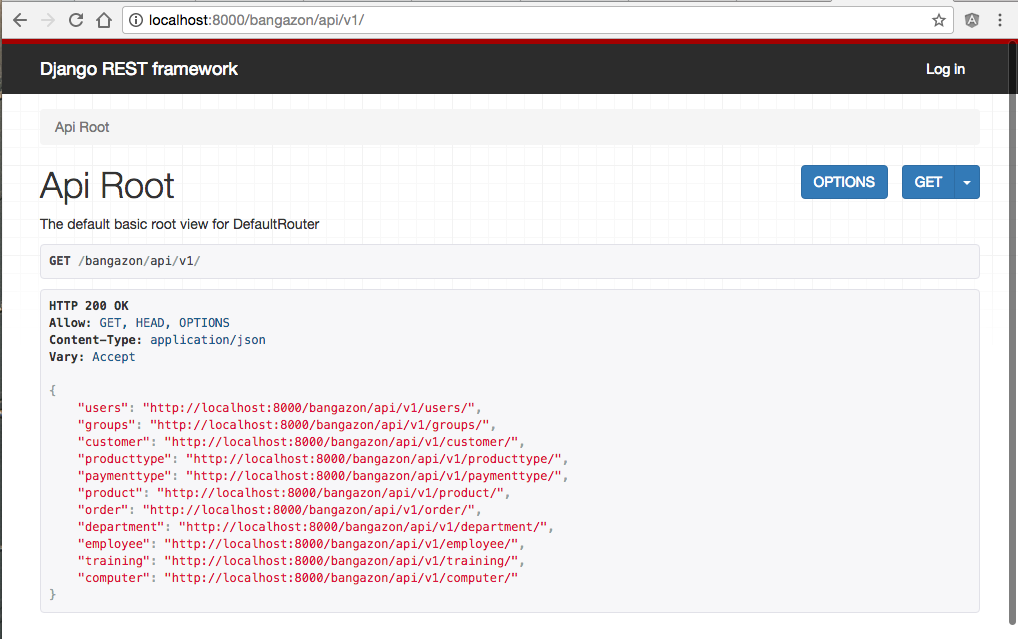 localhost:8000/bangazon/api/v1/
Django REST framework
Log in
Api Root
Api Root
OPTIONS
GET
The default basic root view for DefaultRouter
GET /bangazon/api/v1/
HTTP 200 OK
Allow: GET, HEAD, OPTIONS
Content-Type: application/json
Vary: Accept
{
"users": "http://localhost:8000/bangazon/api/v1/users/",
"groups": "http://localhost:8000/bangazon/api/v1/groups/",
"customer": "http://localhost:8000/bangazon/api/v1/customer/",
"producttype": "http://localhost:8000/bangazon/api/v1/producttype/",
"paymenttype": "http://localhost:8000/bangazon/api/v1/paymenttype/",
"product": "http://localhost:8000/bangazon/api/v1/product/",
"order": "http://localhost:8000/bangazon/api/v1/order/",
"department": "http://localhost:8000/bangazon/api/v1/department/",
"employee": "http://localhost:8000/bangazon/api/v1/employee/",
"training": "http://localhost:8000/bangazon/api/v1/training/",
"computer": "http://localhost:8000/bangazon/api/v1/computer/"
}